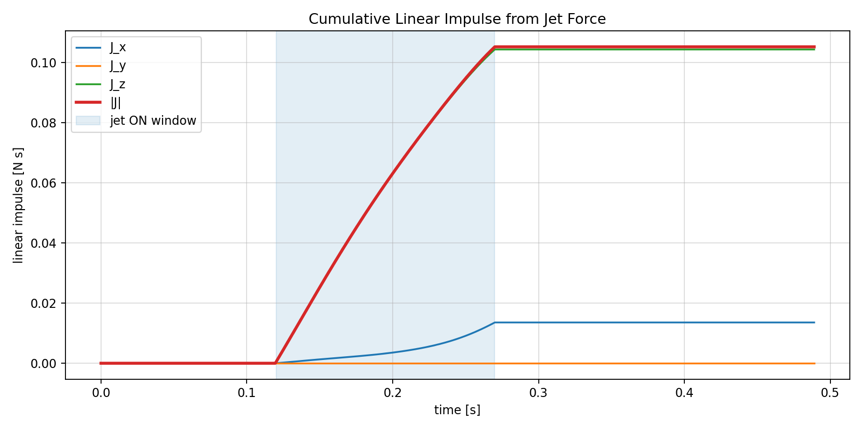 Cumulative Linear Impulse from Jet Force
J_x
J_y
J_z
|J|
jet ON window
linear impulse [N s]
0.10
0.08
0.06
0.04
0.02
0.00
0.0 0.1 0.2 0.3 0.4 0.5
time [s]